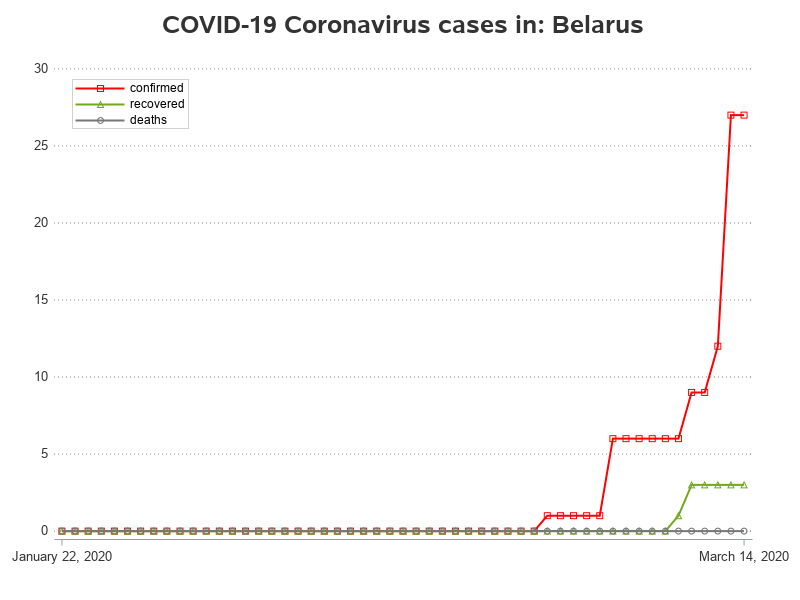 COVID-19 Coronavirus cases in: Belarus
30
confirmed
recovered
deaths
25
20
15
10
5
0
January 22, 2020
March 14, 2020